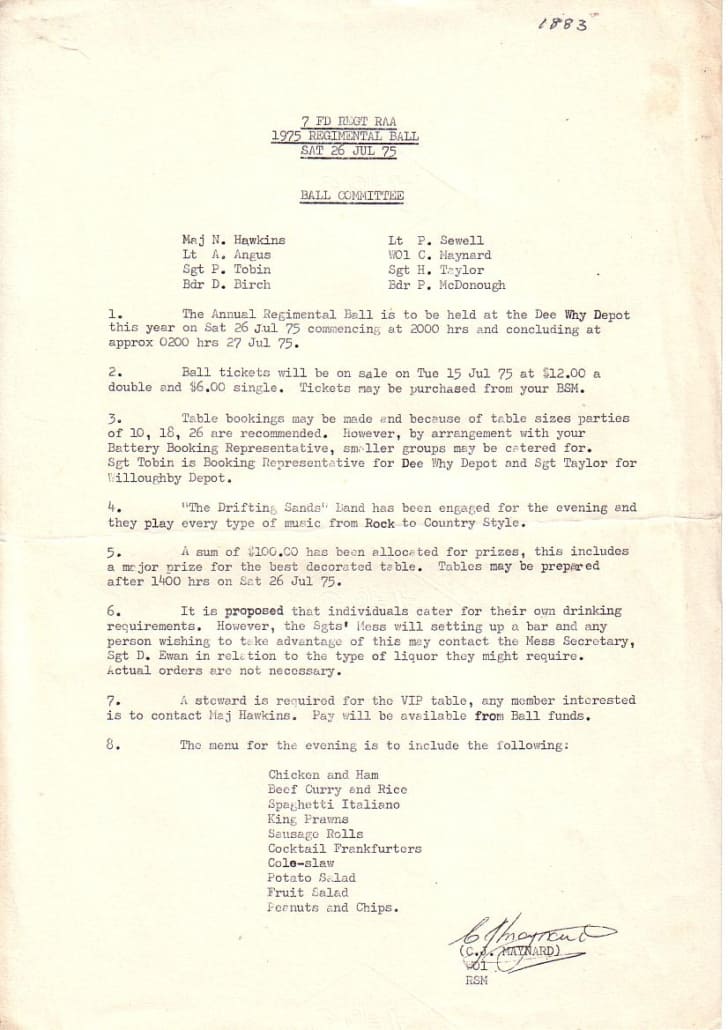 1883
7 FD REGT RAA
1975 REGIMENTAL BALL
SAT 26 JUL 75
BALL COMMITTEE
Maj N. Hawkins Lt P. Sewell
Lt A. Angus WO1 C. Maynard
Sgt P. Tobin Sgt H. Taylor
Bdr D. Birch Bdr P. McDonough
1. The Annual Regimental Ball is to be held at the Dee Why Depot
this year on Sat 26 Jul 75 commencing at 2000 hrs and concluding at
approx 0200 hrs 27 Jul 75.
2. Ball tickets will be on sale on Tue 15 Jul 75 at $12.00 a
double and $6.00 single. Tickets may be purchased from your BSM.
3. Table bookings may be made and because of table sizes parties
of 10, 18, 26 are recommended. However, by arrangement with your
Battery Booking Representative, smaller groups may be catered for.
Sgt Tobin is Booking Representative for Dee Why Depot and Sgt Taylor for
Willoughby Depot.
4. "The Drifting Sands" Band has been engaged for the evening and
they play every type of music from Rock to Country Style.
5. A sum of $100.00 has been allocated for prizes, this includes
a major prize for the best decorated table. Tables may be prepared
after 1400 hrs on Sat 26 Jul 75.
6. It is proposed that individuals cater for their own drinking
requirements. However, the Sgts' Mess will setting up a bar and any
person wishing to take advantage of this may contact the Mess Secretary,
Sgt D. Ewan in relation to the type of liquor they might require.
Actual orders are not necessary.
7. A steward is required for the VIP table, any member interested
is to contact Maj Hawkins. Pay will be available from Ball funds.
8. The menu for the evening is to include the following:
Chicken and Ham
Beef Curry and Rice
Spaghetti Italiano
King Prawns
Sausage Rolls
Cocktail Frankfurters
Cole-slaw
Potato Salad
Fruit Salad
Peanuts and Chips.
C J Maynard
(C.J. MAYNARD)
WO1
RSM